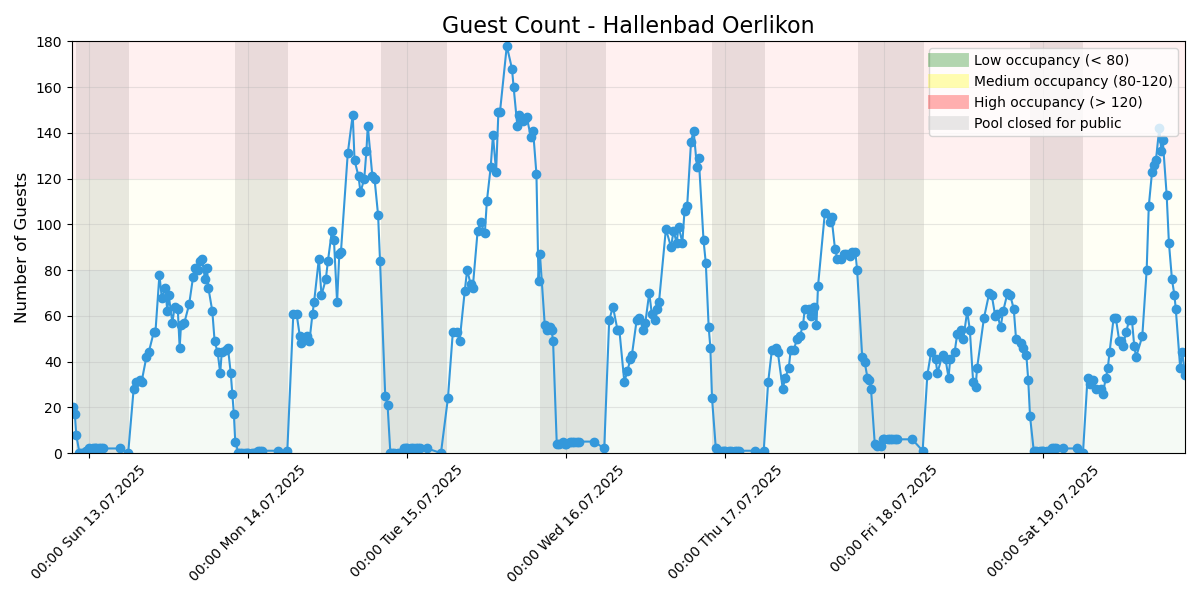 Guest Count - Hallenbad Oerlikon
Number of Guests
180
160
140
120
100
80
60
40
20
0
Low occupancy (< 80)
Medium occupancy (80-120)
High occupancy (> 120)
Pool closed for public
00:00 Sun 13.07.2025
00:00 Mon 14.07.2025
00:00 Tue 15.07.2025
00:00 Wed 16.07.2025
00:00 Thu 17.07.2025
00:00 Fri 18.07.2025
00:00 Sat 19.07.2025